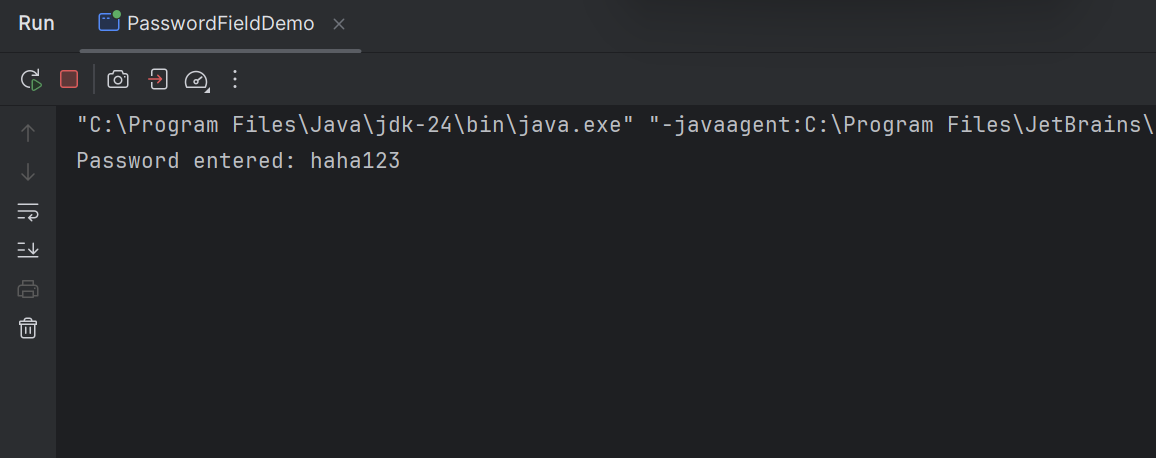 Run PasswordFieldDemo
"C:\Program Files\Java\jdk-24\bin\java.exe" "-javaagent:C:\Program Files\JetBrains\
Password entered: haha123